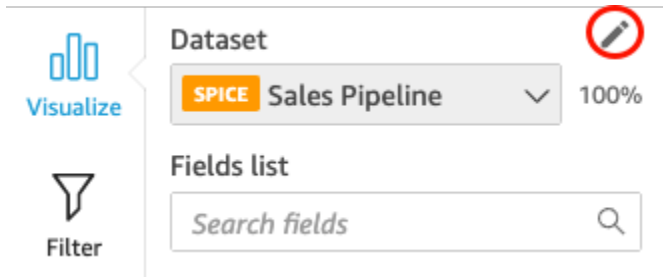 Dataset
Visualize
SPICE Sales Pipeline
100%
Fields list
Search fields
Filter